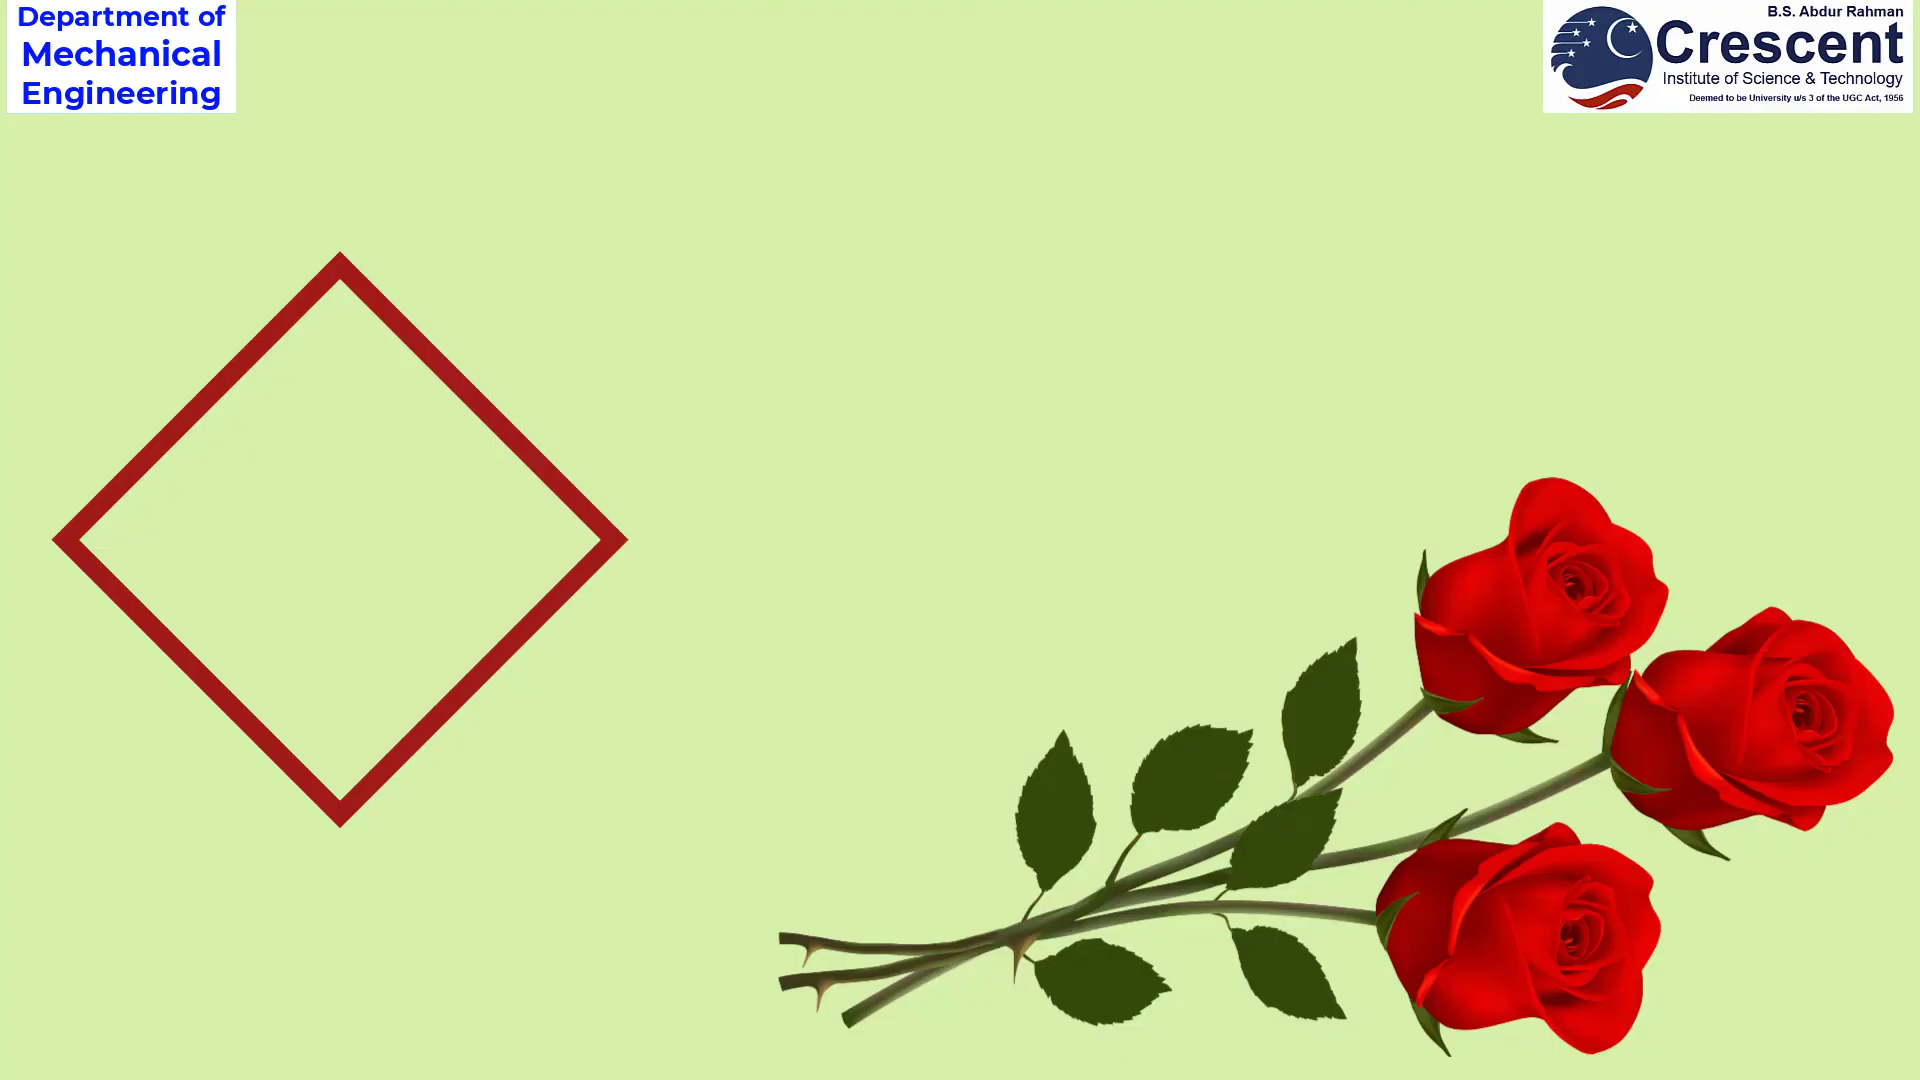 Department of
Mechanical
Engineering
B.S. Abdur Rahman
Crescent
Institute of Science & Technology
Deemed to be University u/s 3 of the UGC Act, 1956